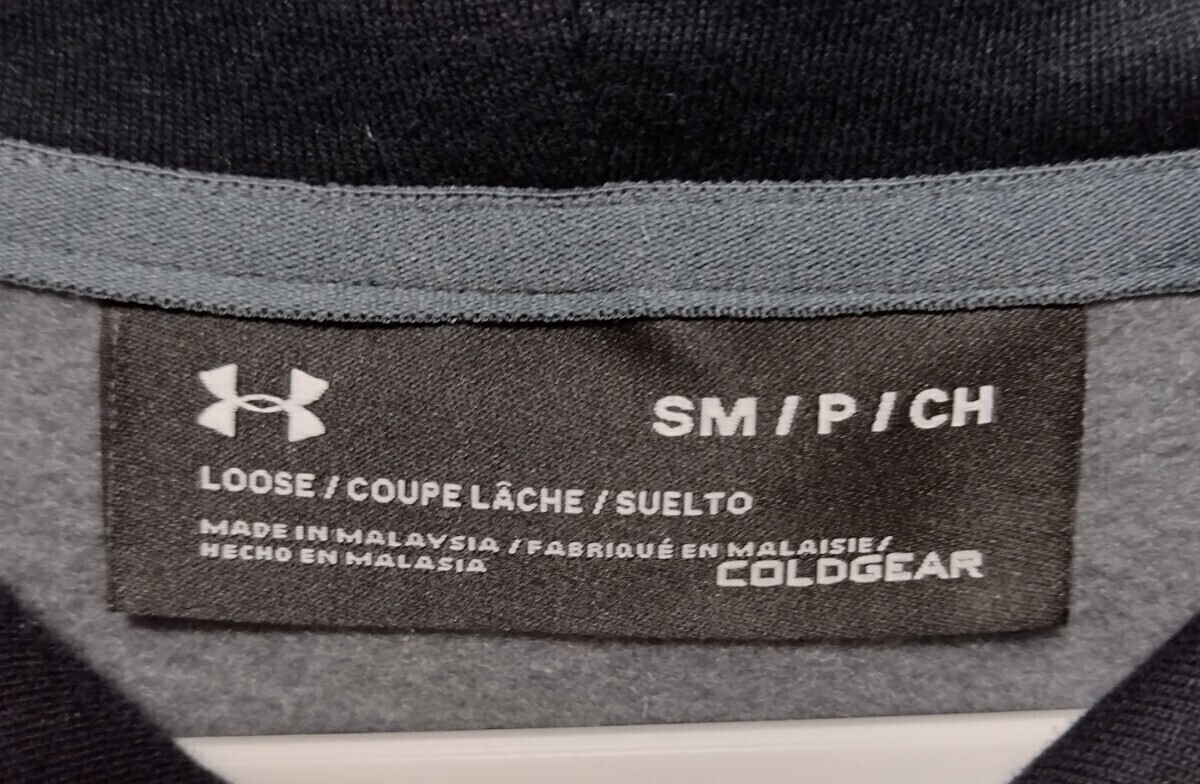 SM / P / CH
LOOSE / COUPE LÂCHE / SUELTO
MADE IN MALAYSIA / FABRIQUÉ EN MALAISIE /
HECHO EN MALASIA
COLDGEAR